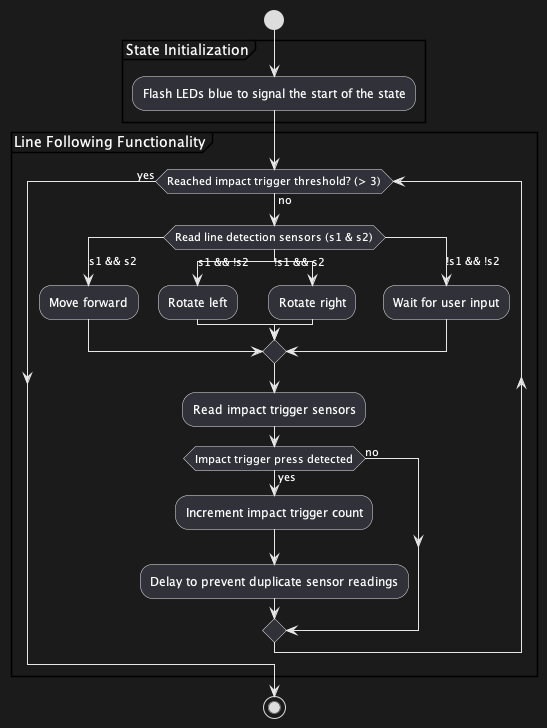 State Initialization
Flash LEDs blue to signal the start of the state
Line Following Functionality
yes
Reached impact trigger threshold? (> 3)
no
Read line detection sensors (s1 & s2)
s1 && s2
s1 && !s2
!s1 && s2
!s1 && !s2
Move forward
Rotate left
Rotate right
Wait for user input
Read impact trigger sensors
Impact trigger press detected
no
yes
Increment impact trigger count
Delay to prevent duplicate sensor readings